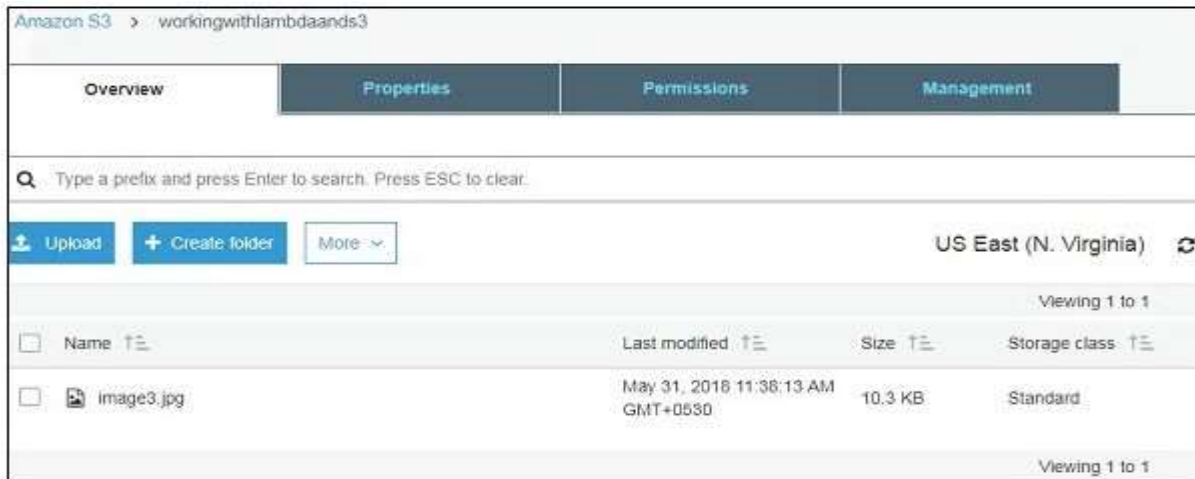 Amazon S3 > workingwithlambdaands3
Overview Properties Permissions Management
Type a prefix and press Enter to search. Press ESC to clear.
Upload + Create folder More
US East (N. Virginia)
Viewing 1 to 1
Name Last modified Size Storage class
image3.jpg May 31, 2018 11:38:13 AM GMT+0530 10.3 KB Standard
Viewing 1 to 1